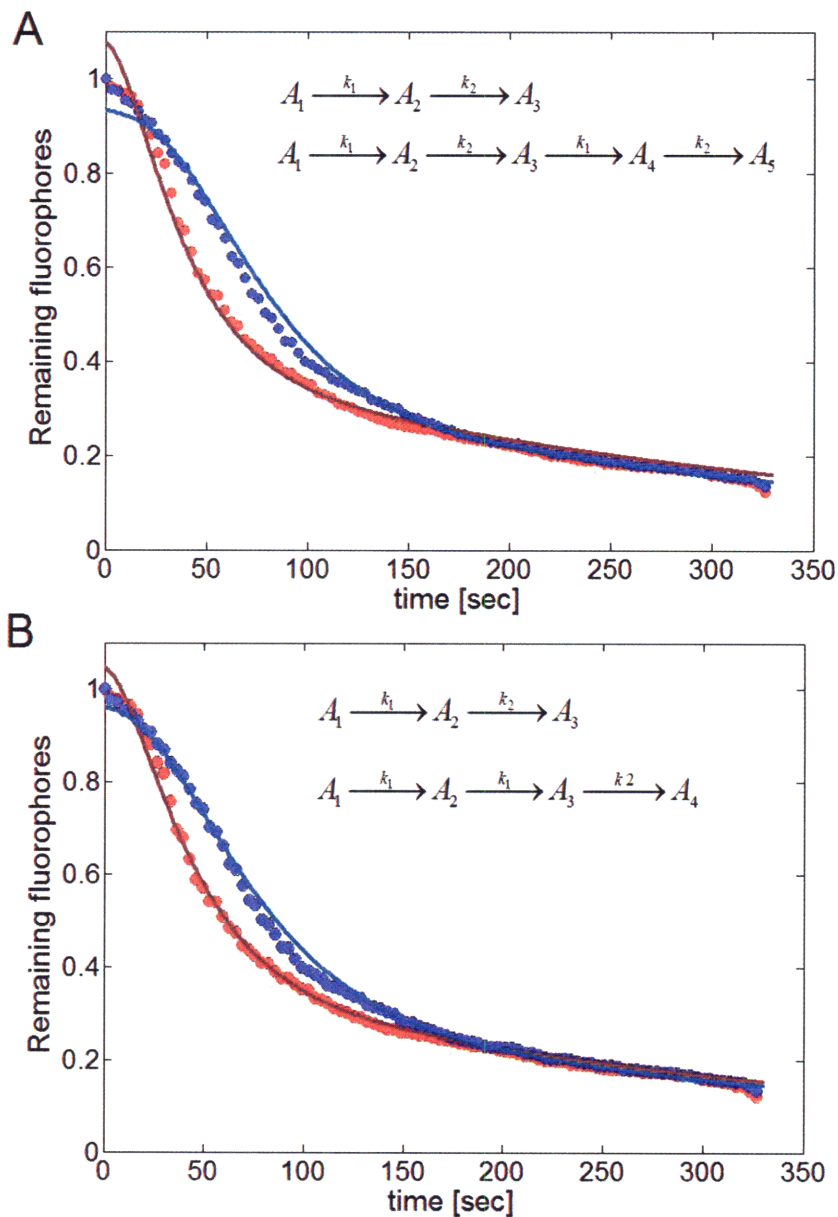 A
A₁ —k₁→ A₂ —k₂→ A₃
A₁ —k₁→ A₂ —k₂→ A₃ —k₁→ A₄ —k₂→ A₅
Remaining fluorophores
1
0.8
0.6
0.4
0.2
0
0 50 100 150 200 250 300 350
time [sec]
B
A₁ —k₁→ A₂ —k₂→ A₃
A₁ —k₁→ A₂ —k₁→ A₃ —k2→ A₄
Remaining fluorophores
1
0.8
0.6
0.4
0.2
0
0 50 100 150 200 250 300 350
time [sec]